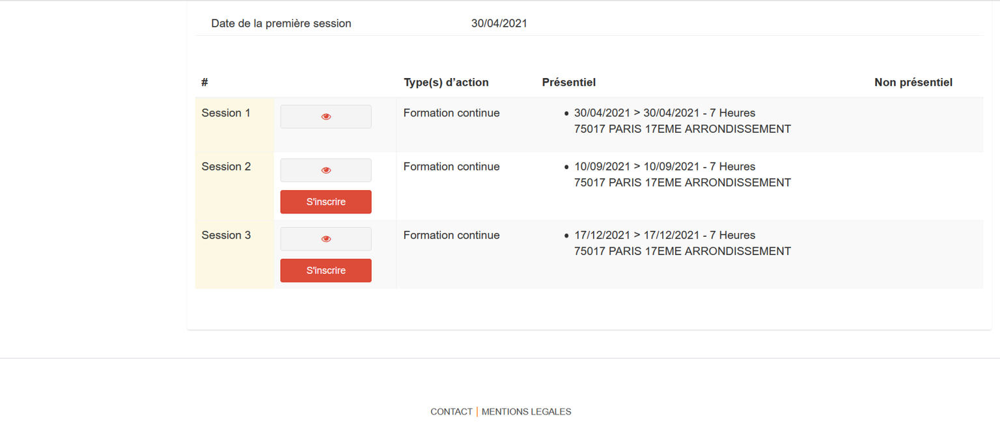 Date de la première session 30/04/2021
# Type(s) d’action Présentiel Non présentiel
Session 1 Formation continue • 30/04/2021 > 30/04/2021 - 7 Heures
75017 PARIS 17EME ARRONDISSEMENT
Session 2 Formation continue • 10/09/2021 > 10/09/2021 - 7 Heures
75017 PARIS 17EME ARRONDISSEMENT
S'inscrire
Session 3 Formation continue • 17/12/2021 > 17/12/2021 - 7 Heures
75017 PARIS 17EME ARRONDISSEMENT
S'inscrire
CONTACT | MENTIONS LEGALES